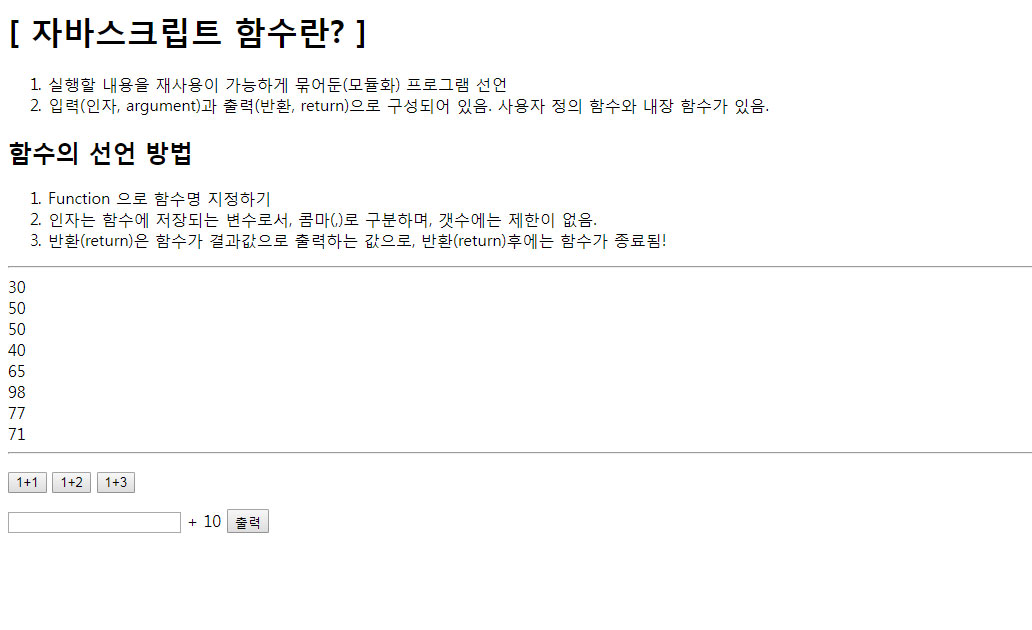 [ 자바스크립트 함수란? ]
1. 실행할 내용을 재사용이 가능하게 묶어둔(모듈화) 프로그램 선언
2. 입력(인자, argument)과 출력(반환, return)으로 구성되어 있음. 사용자 정의 함수와 내장 함수가 있음.
함수의 선언 방법
1. Function 으로 함수명 지정하기
2. 인자는 함수에 저장되는 변수로서, 콤마(,)로 구분하며, 갯수에는 제한이 없음.
3. 반환(return)은 함수가 결과값으로 출력하는 값으로, 반환(return)후에는 함수가 종료됨!
30
50
50
40
65
98
77
71
1+1 1+2 1+3
+ 10 출력